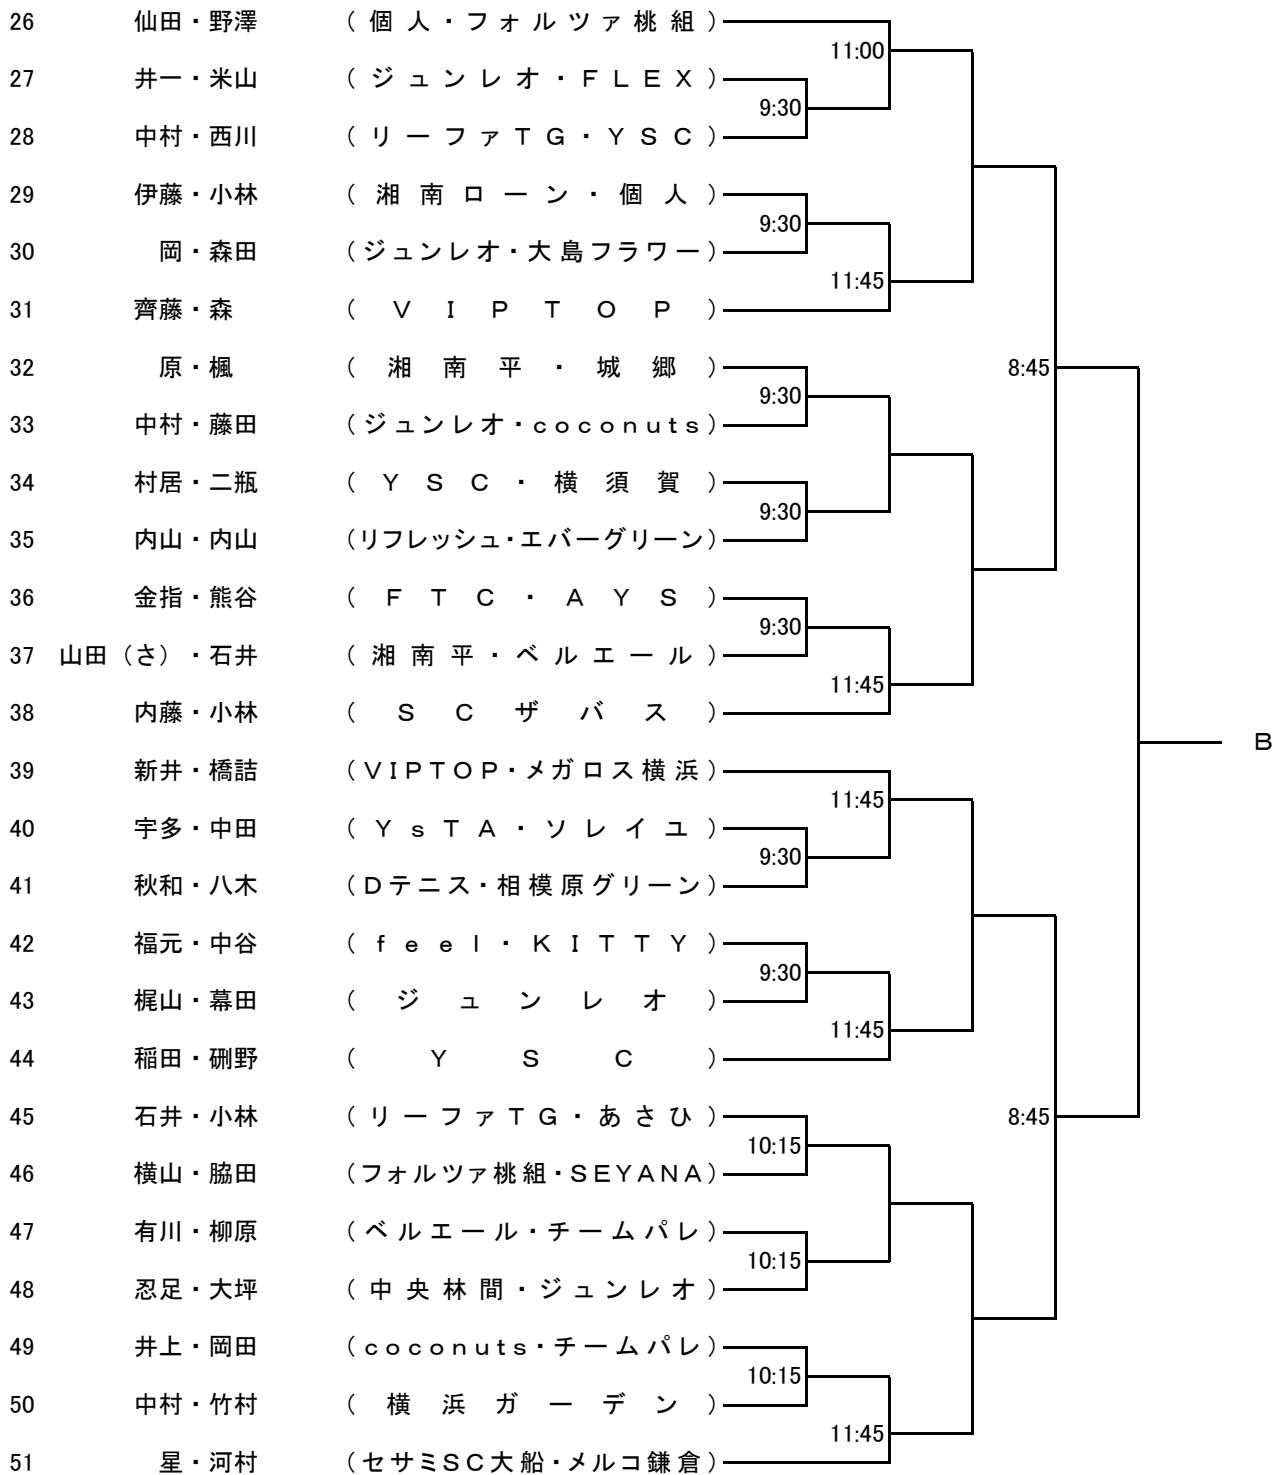 26 仙田・野澤 (個人・フォルツァ桃組)
11:00
27 井一・米山 (ジュンレオ・FLEX)
9:30
28 中村・西川 (リーファTG・YSC)
29 伊藤・小林 (湘南ローン・個人)
9:30
30 岡・森田 (ジュンレオ・大島フラワー)
11:45
31 齊藤・森 (VIPTOP)
32 原・楓 (湘南平・城郷)
8:45
9:30
33 中村・藤田 (ジュンレオ・coconuts)
34 村居・二瓶 (YSC・横須賀)
9:30
35 内山・内山 (リフレッシュ・エバーグリーン)
36 金指・熊谷 (FTC・AYS)
9:30
37 山田(さ)・石井 (湘南平・ベルエール)
11:45
38 内藤・小林 (SCザバス)
B
39 新井・橋詰 (VIPTOP・メガロス横浜)
11:45
40 宇多・中田 (YsTA・ソレイユ)
9:30
41 秋和・八木 (Dテニス・相模原グリーン)
42 福元・中谷 (feel・KITTY)
9:30
43 梶山・幕田 (ジュンレオ)
11:45
44 稲田・硎野 (YSC)
45 石井・小林 (リーファTG・あさひ)
8:45
10:15
46 横山・脇田 (フォルツァ桃組・SEYANA)
47 有川・柳原 (ベルエール・チームパレ)
10:15
48 忍足・大坪 (中央林間・ジュンレオ)
49 井上・岡田 (coconuts・チームパレ)
10:15
50 中村・竹村 (横浜ガーデン)
11:45
51 星・河村 (セサミSC大船・メルコ鎌倉)